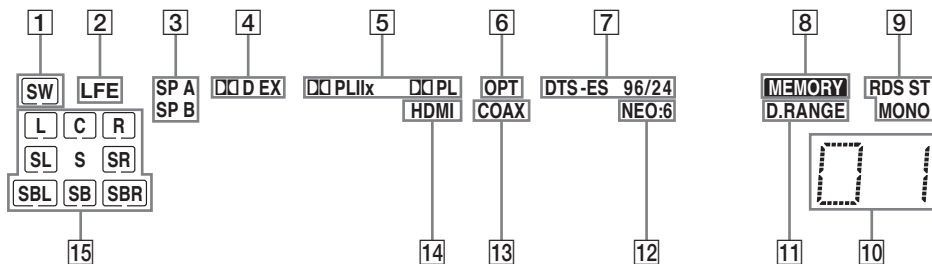 1 2 3 4 5 6 7 8 9
SW LFE SP A D EX PLIIx PL OPT DTS-ES 96/24 MEMORY RDS ST
SP B HDMI COAX NEO:6 D.RANGE MONO
L C R
SL S SR
SBL SB SBR
0 1
15 14 13 12 11 10